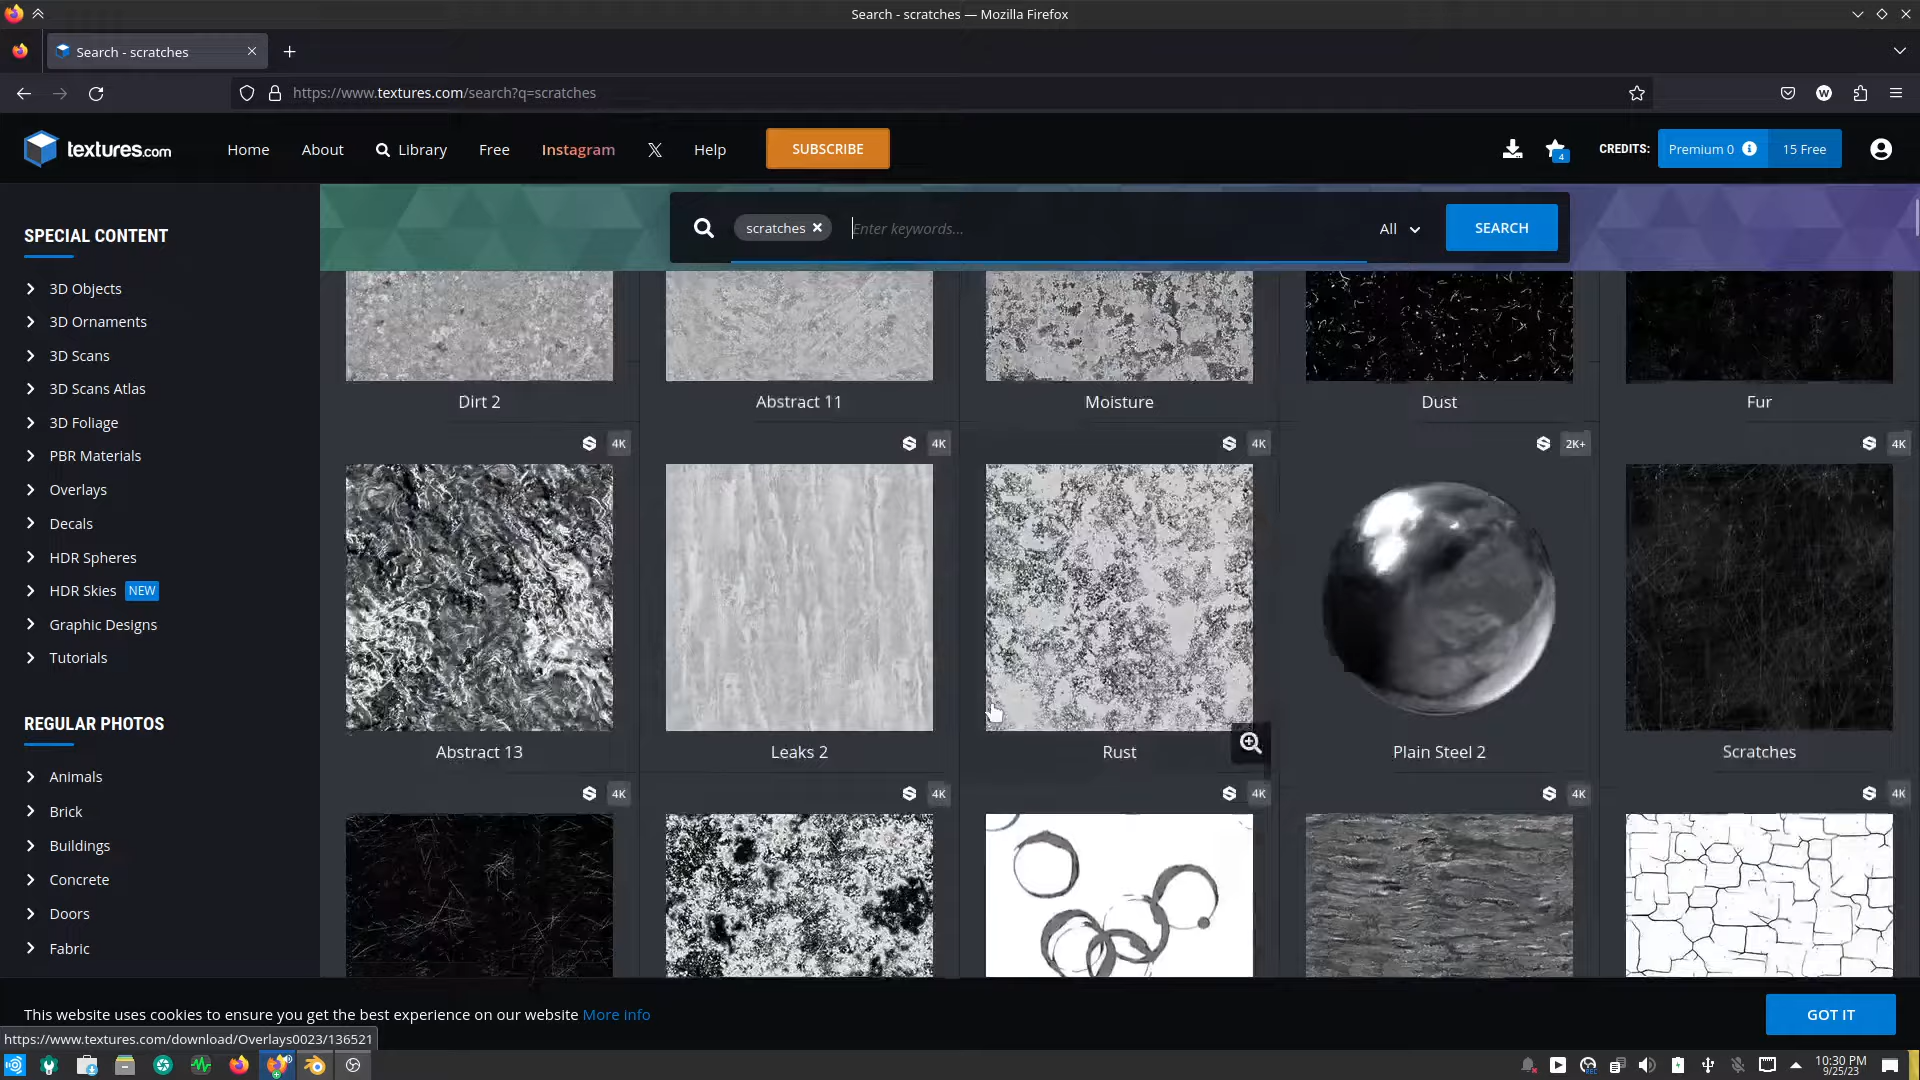 Search - scratches — Mozilla Firefox
Search - scratches
https://www.textures.com/search?q=scratches
textures.com
Home
About
Library
Free
Instagram
Help
SUBSCRIBE
4
CREDITS:
Premium 0
15 Free
SPECIAL CONTENT
3D Objects
3D Ornaments
3D Scans
3D Scans Atlas
3D Foliage
PBR Materials
Overlays
Decals
HDR Spheres
HDR Skies NEW
Graphic Designs
Tutorials
REGULAR PHOTOS
Animals
Brick
Buildings
Concrete
Doors
Fabric
scratches
Enter keywords...
All
SEARCH
Dirt 2
Abstract 11
Moisture
Dust
Fur
4K
4K
4K
2K+
4K
Abstract 13
Leaks 2
Rust
Plain Steel 2
Scratches
4K
4K
4K
4K
4K
This website uses cookies to ensure you get the best experience on our website More info
GOT IT
https://www.textures.com/download/Overlays0023/136521
10:30 PM
9/25/23